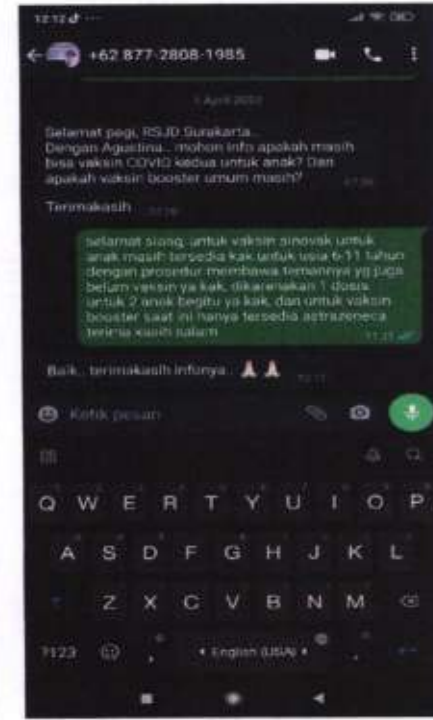 12:12
+62 877-2808-1985
Selamat pagi, RSJD Surakarta..
Dengan Agustina... mohon info apakah masih
bisa vaksin COVID kedua untuk anak? Dan
apakah vaksin booster umum masih?
Terimakasih
selamat siang, untuk vaksin sinovak untuk
anak masih tersedia kak untuk usia 6-11 tahun
dengan prosedur membawa temannya yg juga
belum vaksin ya kak, dikarenakan 1 dosis
untuk 2 anak begitu ya kak, dan untuk vaksin
booster saat ini hanya tersedia astrazeneca
terima kasih salam
Baik.. terimakasih infonya.. 🙏🙏
Ketik pesan
Q W E R T Y U I O P
A S D F G H J K L
Z X C V B N M
?123 , English (USA) .